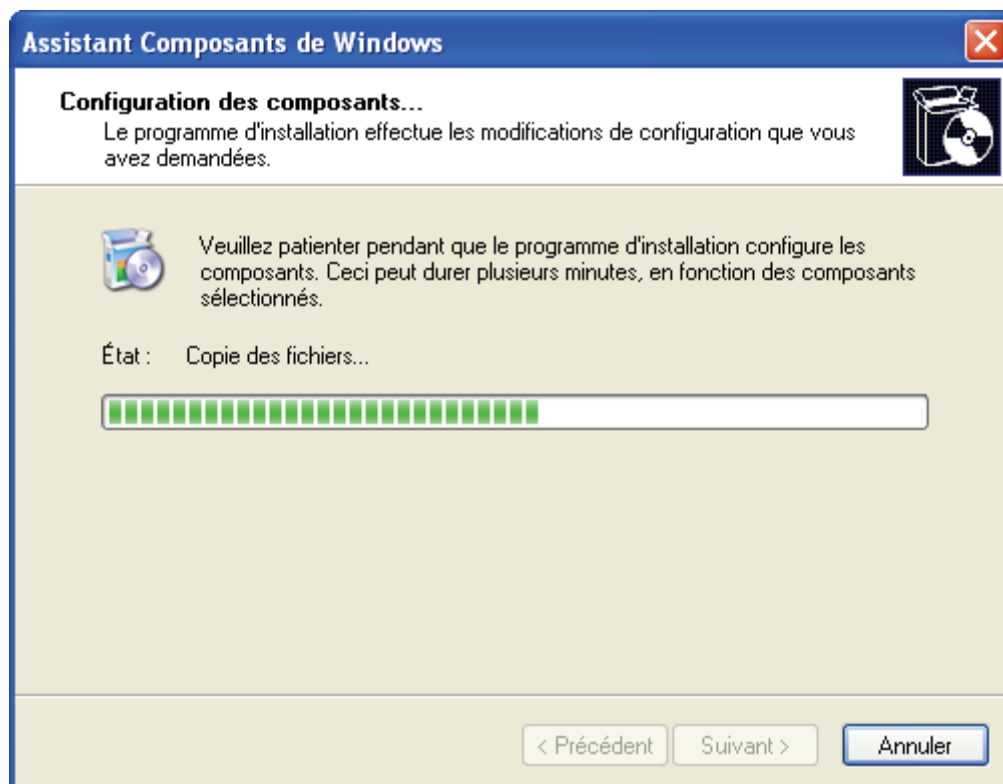 Assistant Composants de Windows
Configuration des composants...
Le programme d'installation effectue les modifications de configuration que vous
avez demandées.
Veuillez patienter pendant que le programme d'installation configure les
composants. Ceci peut durer plusieurs minutes, en fonction des composants
sélectionnés.
État : Copie des fichiers...
< Précédent Suivant > Annuler